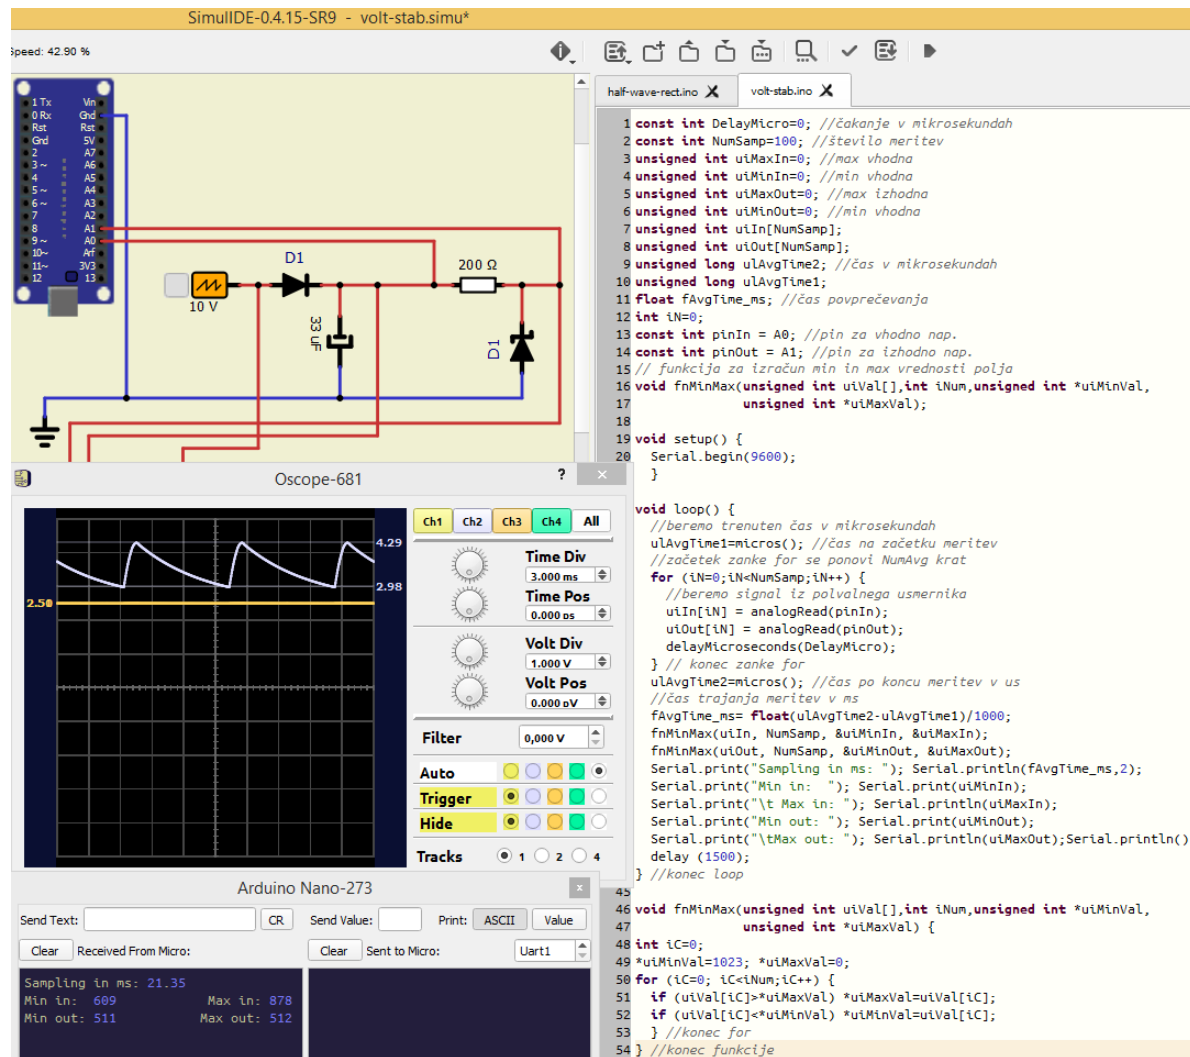 SimulIDE-0.4.15-SR9 - volt-stab.simu*
Speed: 42.90 %
half-wave-rect.ino
volt-stab.ino
1 Tx Vin
0 Rx Gnd
Rst Rst
Gnd 5V
2 A7
3 ~ A6
4 A5
5 ~ A4
6 ~ A3
7 A2
8 A1
9 ~ A0
10~ Arf
11~ 3V3
12 13
D1
200 Ω
10 V
33 uF
D1
Oscope-681
?
4.29
2.98
2.50
Ch1 Ch2 Ch3 Ch4 All
Time Div
3.000 ms
Time Pos
0.000 ps
Volt Div
1.000 V
Volt Pos
0.000 pV
Filter 0,000 V
Auto
Trigger
Hide
Tracks 1 2 4
Arduino Nano-273
Send Text: CR Send Value: Print: ASCII Value
Clear Received From Micro: Clear Sent to Micro: Uart1
Sampling in ms: 21.35
Min in: 609 Max in: 878
Min out: 511 Max out: 512
1 const int DelayMicro=0; //čakanje v mikrosekundah
2 const int NumSamp=100; //število meritev
3 unsigned int uiMaxIn=0; //max vhodna
4 unsigned int uiMinIn=0; //min vhodna
5 unsigned int uiMaxOut=0; //max izhodna
6 unsigned int uiMinOut=0; //min vhodna
7 unsigned int uiIn[NumSamp];
8 unsigned int uiOut[NumSamp];
9 unsigned long ulAvgTime2; //čas v mikrosekundah
10 unsigned long ulAvgTime1;
11 float fAvgTime_ms; //čas povprečevanja
12 int iN=0;
13 const int pinIn = A0; //pin za vhodno nap.
14 const int pinOut = A1; //pin za izhodno nap.
15 // funkcija za izračun min in max vrednosti polja
16 void fnMinMax(unsigned int uiVal[],int iNum,unsigned int *uiMinVal,
17 unsigned int *uiMaxVal);
18
19 void setup() {
20 Serial.begin(9600);
}
void loop() {
//beremo trenuten čas v mikrosekundah
ulAvgTime1=micros(); //čas na začetku meritev
//začetek zanke for se ponovi NumAvg krat
for (iN=0;iN<NumSamp;iN++) {
//beremo signal iz polvalnega usmernika
uiIn[iN] = analogRead(pinIn);
uiOut[iN] = analogRead(pinOut);
delayMicroseconds(DelayMicro);
} // konec zanke for
ulAvgTime2=micros(); //čas po koncu meritev v us
//čas trajanja meritev v ms
fAvgTime_ms= float(ulAvgTime2-ulAvgTime1)/1000;
fnMinMax(uiIn, NumSamp, &uiMinIn, &uiMaxIn);
fnMinMax(uiOut, NumSamp, &uiMinOut, &uiMaxOut);
Serial.print("Sampling in ms: "); Serial.println(fAvgTime_ms,2);
Serial.print("Min in:  "); Serial.print(uiMinIn);
Serial.print("\t Max in: "); Serial.println(uiMaxIn);
Serial.print("Min out: "); Serial.print(uiMinOut);
Serial.print("\tMax out: "); Serial.println(uiMaxOut);Serial.println()
delay (1500);
} //konec loop
45
46 void fnMinMax(unsigned int uiVal[],int iNum,unsigned int *uiMinVal,
47 unsigned int *uiMaxVal) {
48 int iC=0;
49 *uiMinVal=1023; *uiMaxVal=0;
50 for (iC=0; iC<iNum;iC++) {
51 if (uiVal[iC]>*uiMaxVal) *uiMaxVal=uiVal[iC];
52 if (uiVal[iC]<*uiMinVal) *uiMinVal=uiVal[iC];
53 } //konec for
54 } //konec funkcije